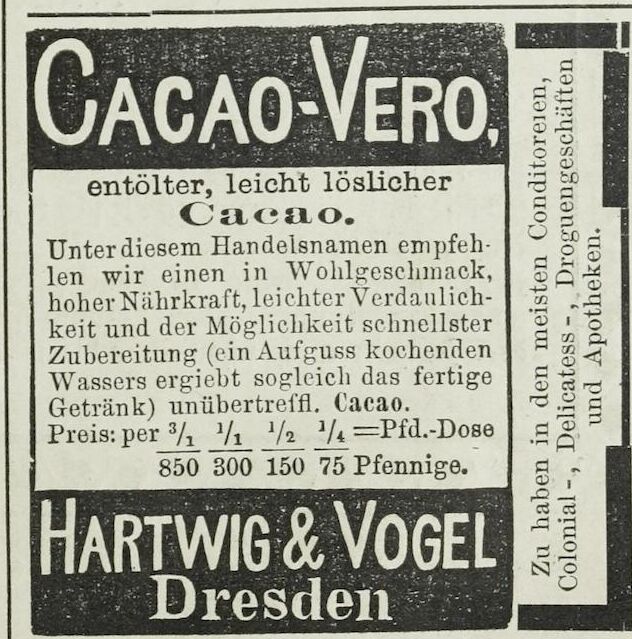 CACAO-VERO,
entölter, leicht löslicher
Cacao.
Unter diesem Handelsnamen empfeh-
len wir einen in Wohlgeschmack,
hoher Nährkraft, leichter Verdaulich-
keit und der Möglichkeit schnellster
Zubereitung (ein Aufguss kochenden
Wassers ergiebt sogleich das fertige
Getränk) unübertreffl. Cacao.
Preis: per 3/1 1/1 1/2 1/4 =Pfd.-Dose
850 300 150 75 Pfennige.
HARTWIG & VOGEL
Dresden
Zu haben in den meisten Conditoreien,
Colonial-, Delicatess-, Droguengeschäften
und Apotheken.